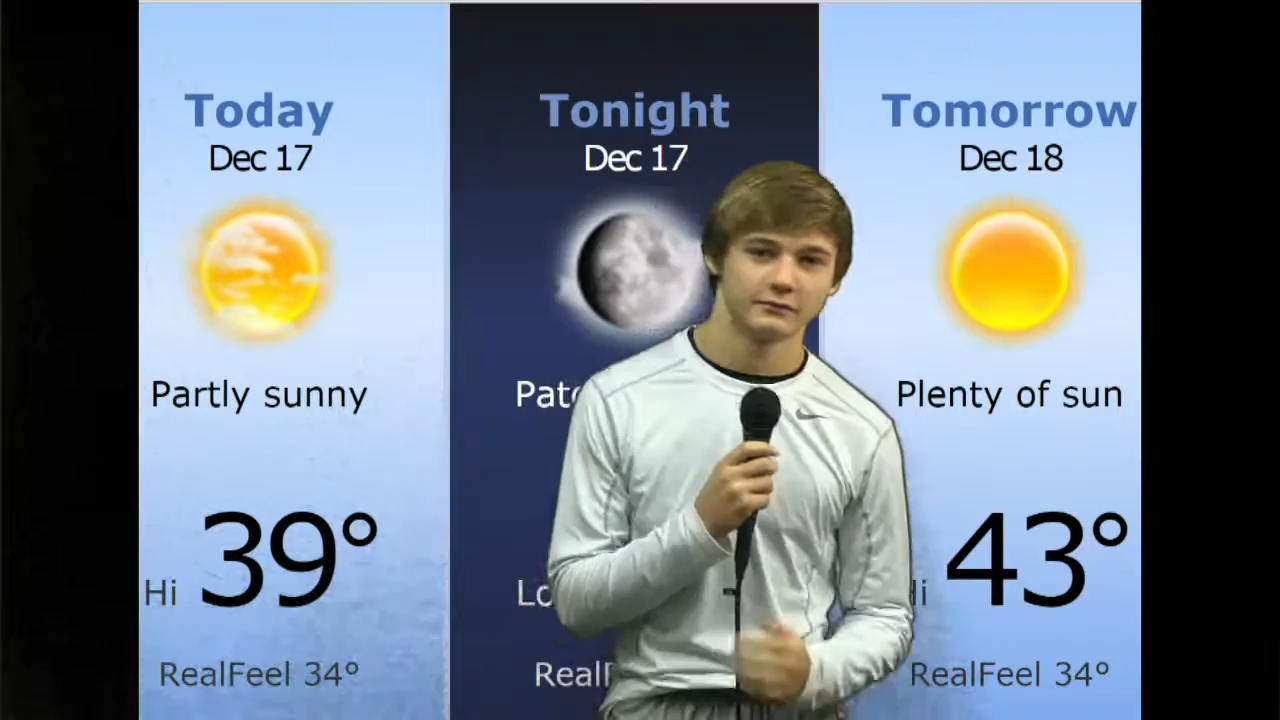 Today
Dec 17
Partly sunny
Hi 39°
RealFeel 34°
Tonight
Dec 17
Tomorrow
Dec 18
Plenty of sun
43°
RealFeel 34°